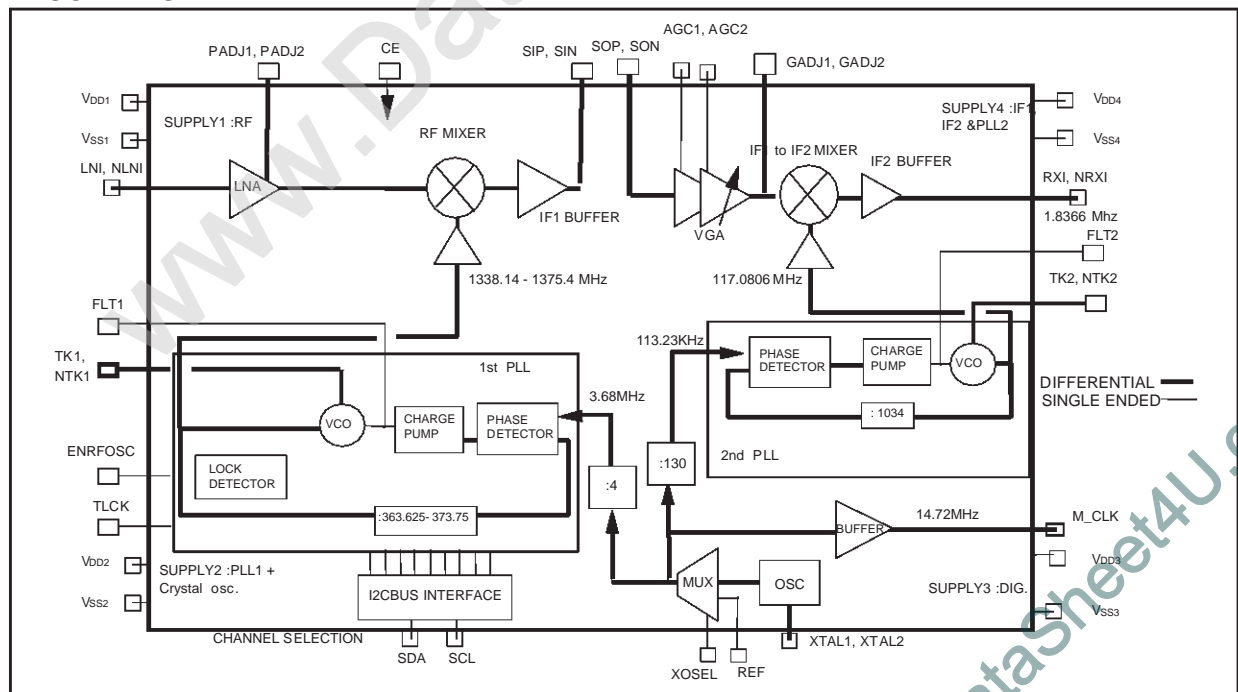 AGC1, AGC2
PADJ1, PADJ2
CE
SIP, SIN
SOP, SON
GADJ1, GADJ2
VDD1
SUPPLY1 :RF
SUPPLY4 :IF1,
IF2 &PLL2
VDD4
VSS1
VSS4
RF MIXER
IF1 to IF2 MIXER
IF2 BUFFER
LNI, NLNI
LNA
IF1 BUFFER
VGA
RXI, NRXI
1.8366 Mhz
FLT2
1338.14 - 1375.4 MHz
117.0806 MHz
TK2, NTK2
FLT1
TK1,
NTK1
1st PLL
113.23KHz
PHASE
DETECTOR
CHARGE
PUMP
VCO
3.68MHz
VCO
CHARGE
PUMP
PHASE
DETECTOR
: 1034
DIFFERENTIAL
SINGLE ENDED
ENRFOSC
LOCK
DETECTOR
:4
:130
2nd PLL
TLCK
:363.625- 373.75
BUFFER
14.72MHz
M_CLK
VDD2
SUPPLY2 :PLL1 +
Crystal osc.
I2CBUS INTERFACE
MUX
OSC
VDD3
SUPPLY3 :DIG.
VSS2
VSS3
CHANNEL SELECTION
SDA
SCL
XOSEL
REF
XTAL1, XTAL2
www.Da
DataSheet4U.c